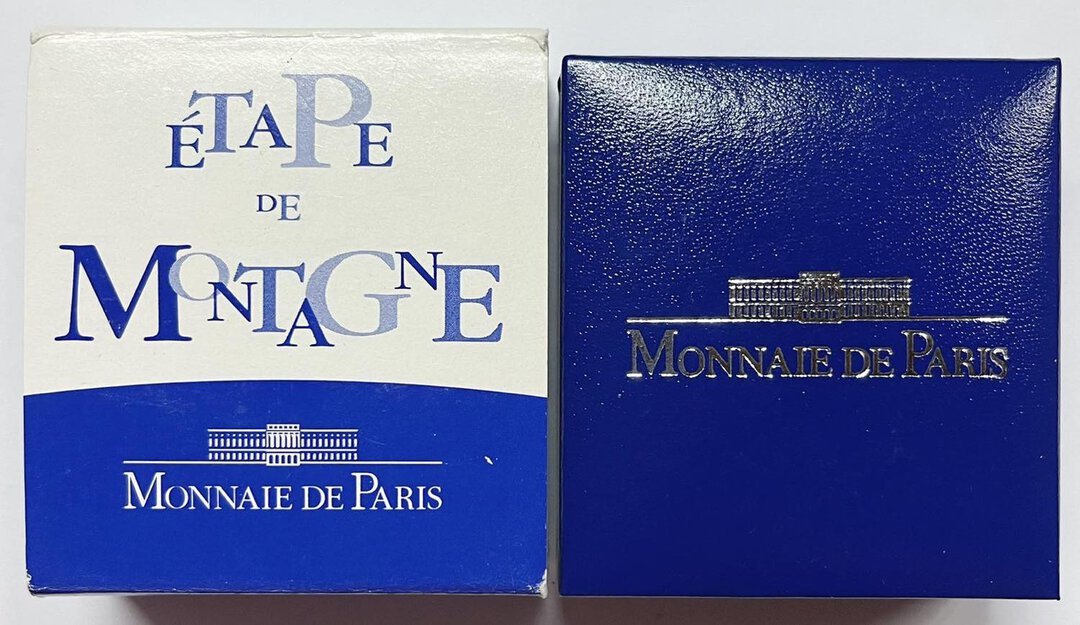 ÉTAPE
DE
MONTAGNE
MONNAIE DE PARIS
MONNAIE DE PARIS